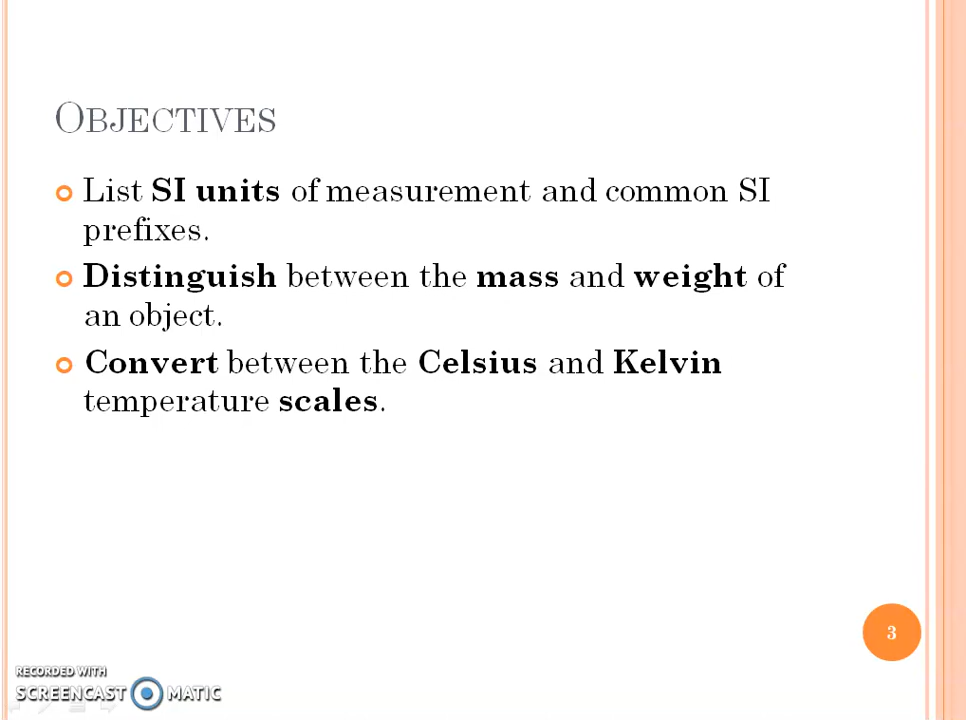 OBJECTIVES
List SI units of measurement and common SI
prefixes.
Distinguish between the mass and weight of
an object.
Convert between the Celsius and Kelvin
temperature scales.
3
RECORDED WITH
SCREENCAST MATIC